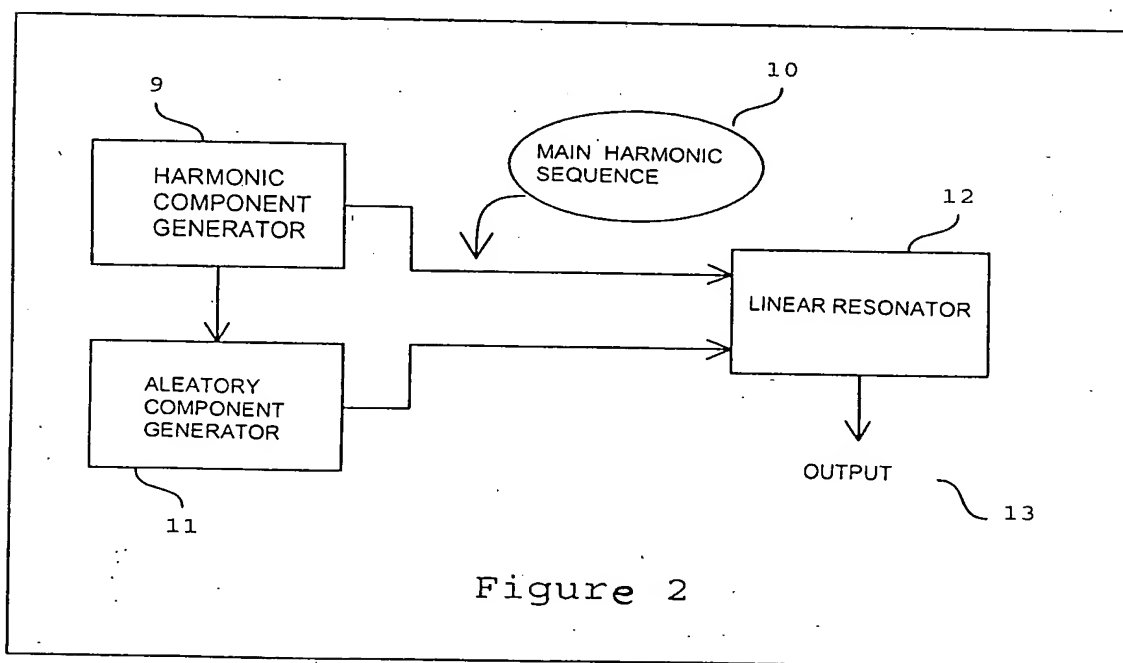 10
9
MAIN HARMONIC
SEQUENCE
HARMONIC
COMPONENT
GENERATOR
12
LINEAR RESONATOR
ALEATORY
COMPONENT
GENERATOR
OUTPUT
13
11
Figure 2